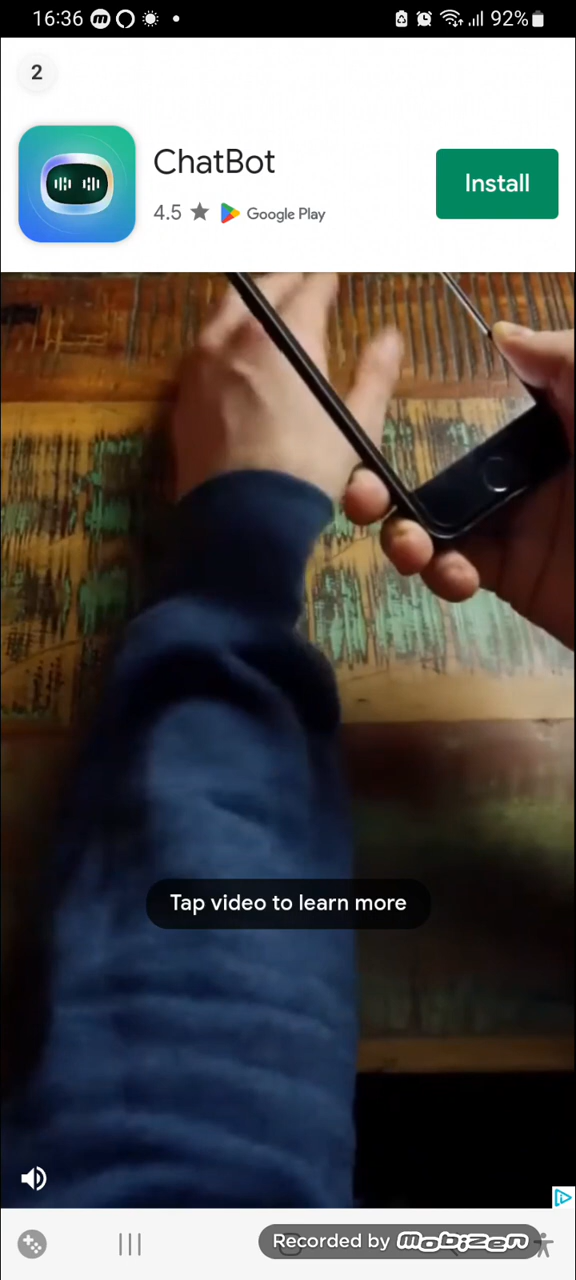 16:36
92%
2
ChatBot
4.5 ★ Google Play
Install
Tap video to learn more
Recorded by mobizen